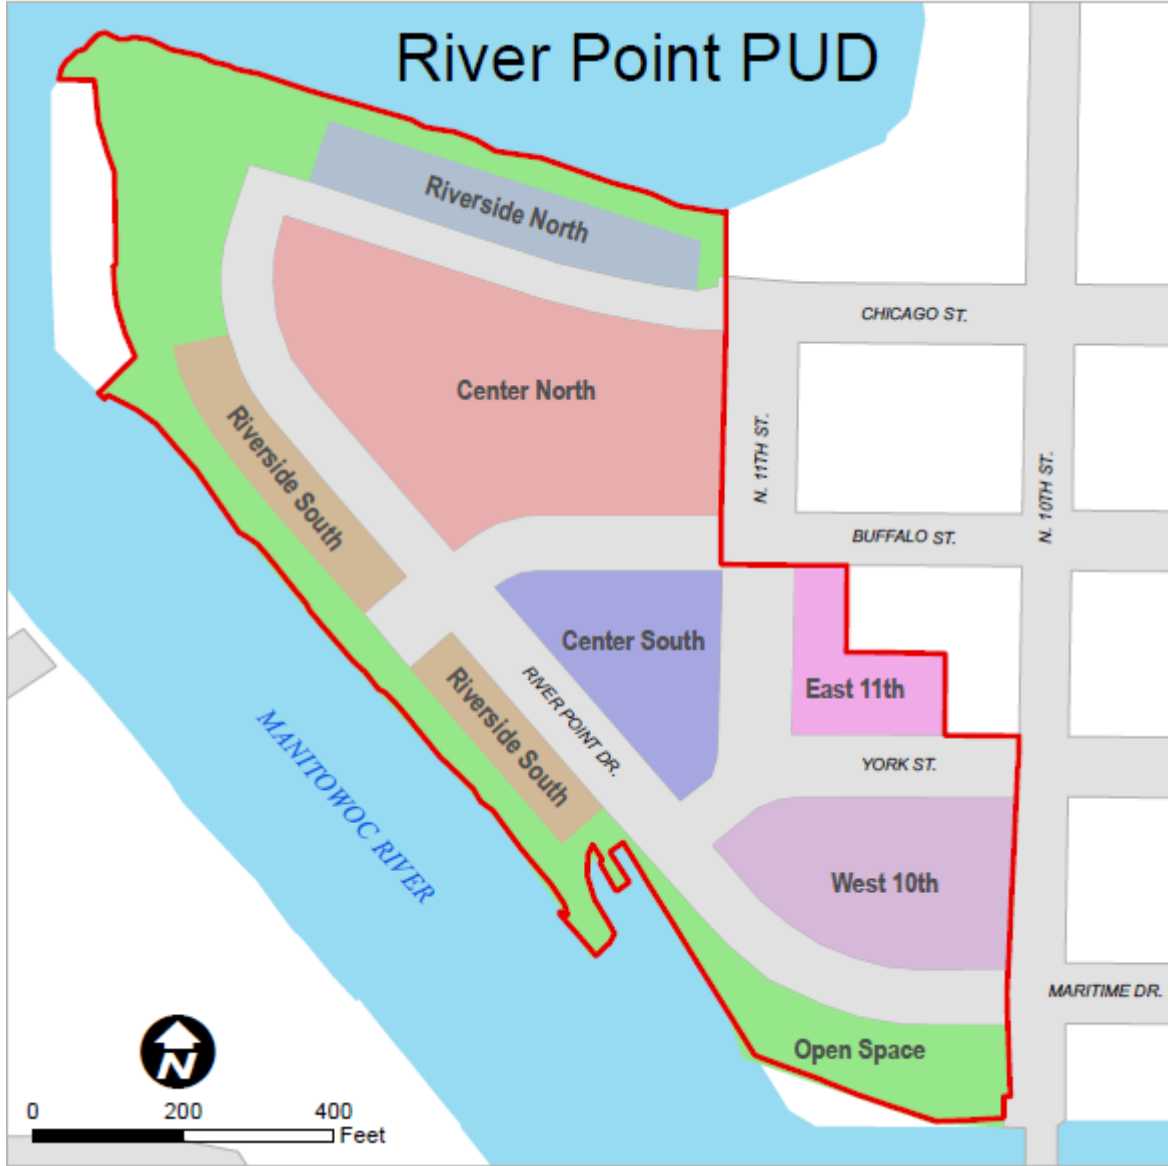 River Point PUD
Riverside North
CHICAGO ST.
Center North
Riverside South
N. 11TH ST.
N. 10TH ST.
BUFFALO ST.
Center South
East 11th
RIVER POINT DR.
Riverside South
YORK ST.
MANITOWOC RIVER
West 10th
MARITIME DR.
Open Space
N
0 200 400
Feet